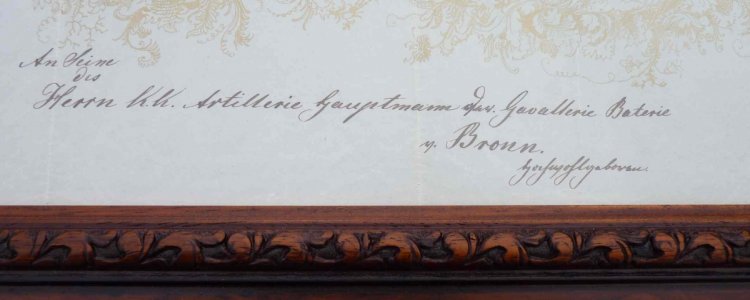 An Seine
des
Herrn k.k. Artillerie Hauptmann der Cavallerie Baterie
v. Bronn.
Hochwohlgeboren.